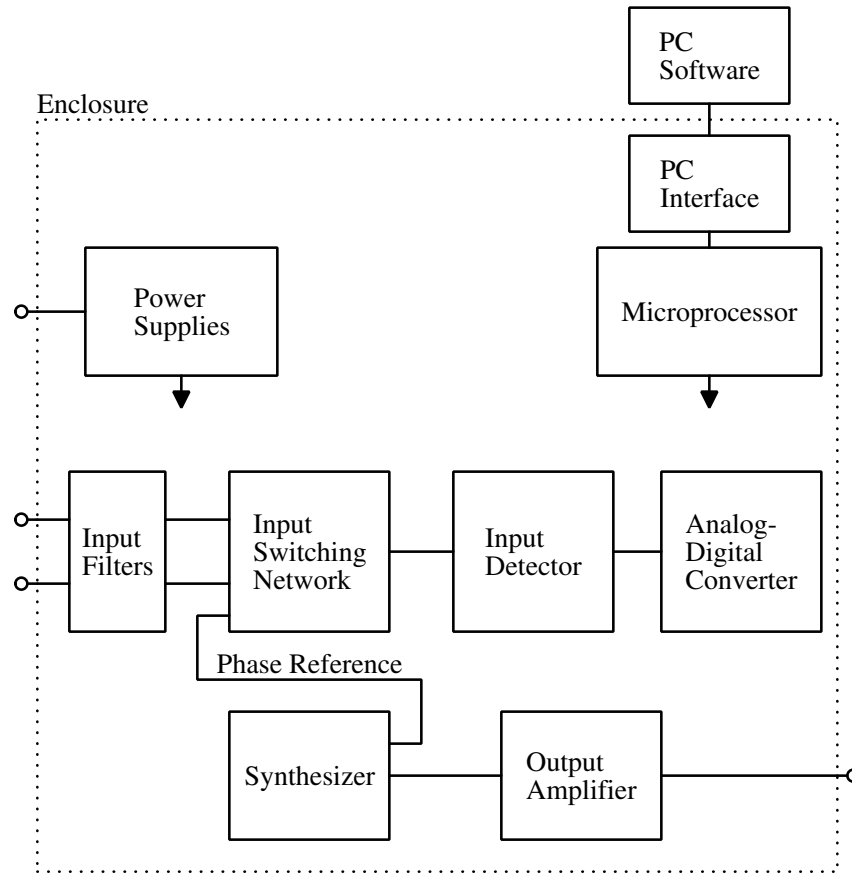 PC
Software
Enclosure
PC
Interface
Power
Supplies
Microprocessor
Input
Filters
Input
Switching
Network
Input
Detector
Analog-
Digital
Converter
Phase Reference
Synthesizer
Output
Amplifier